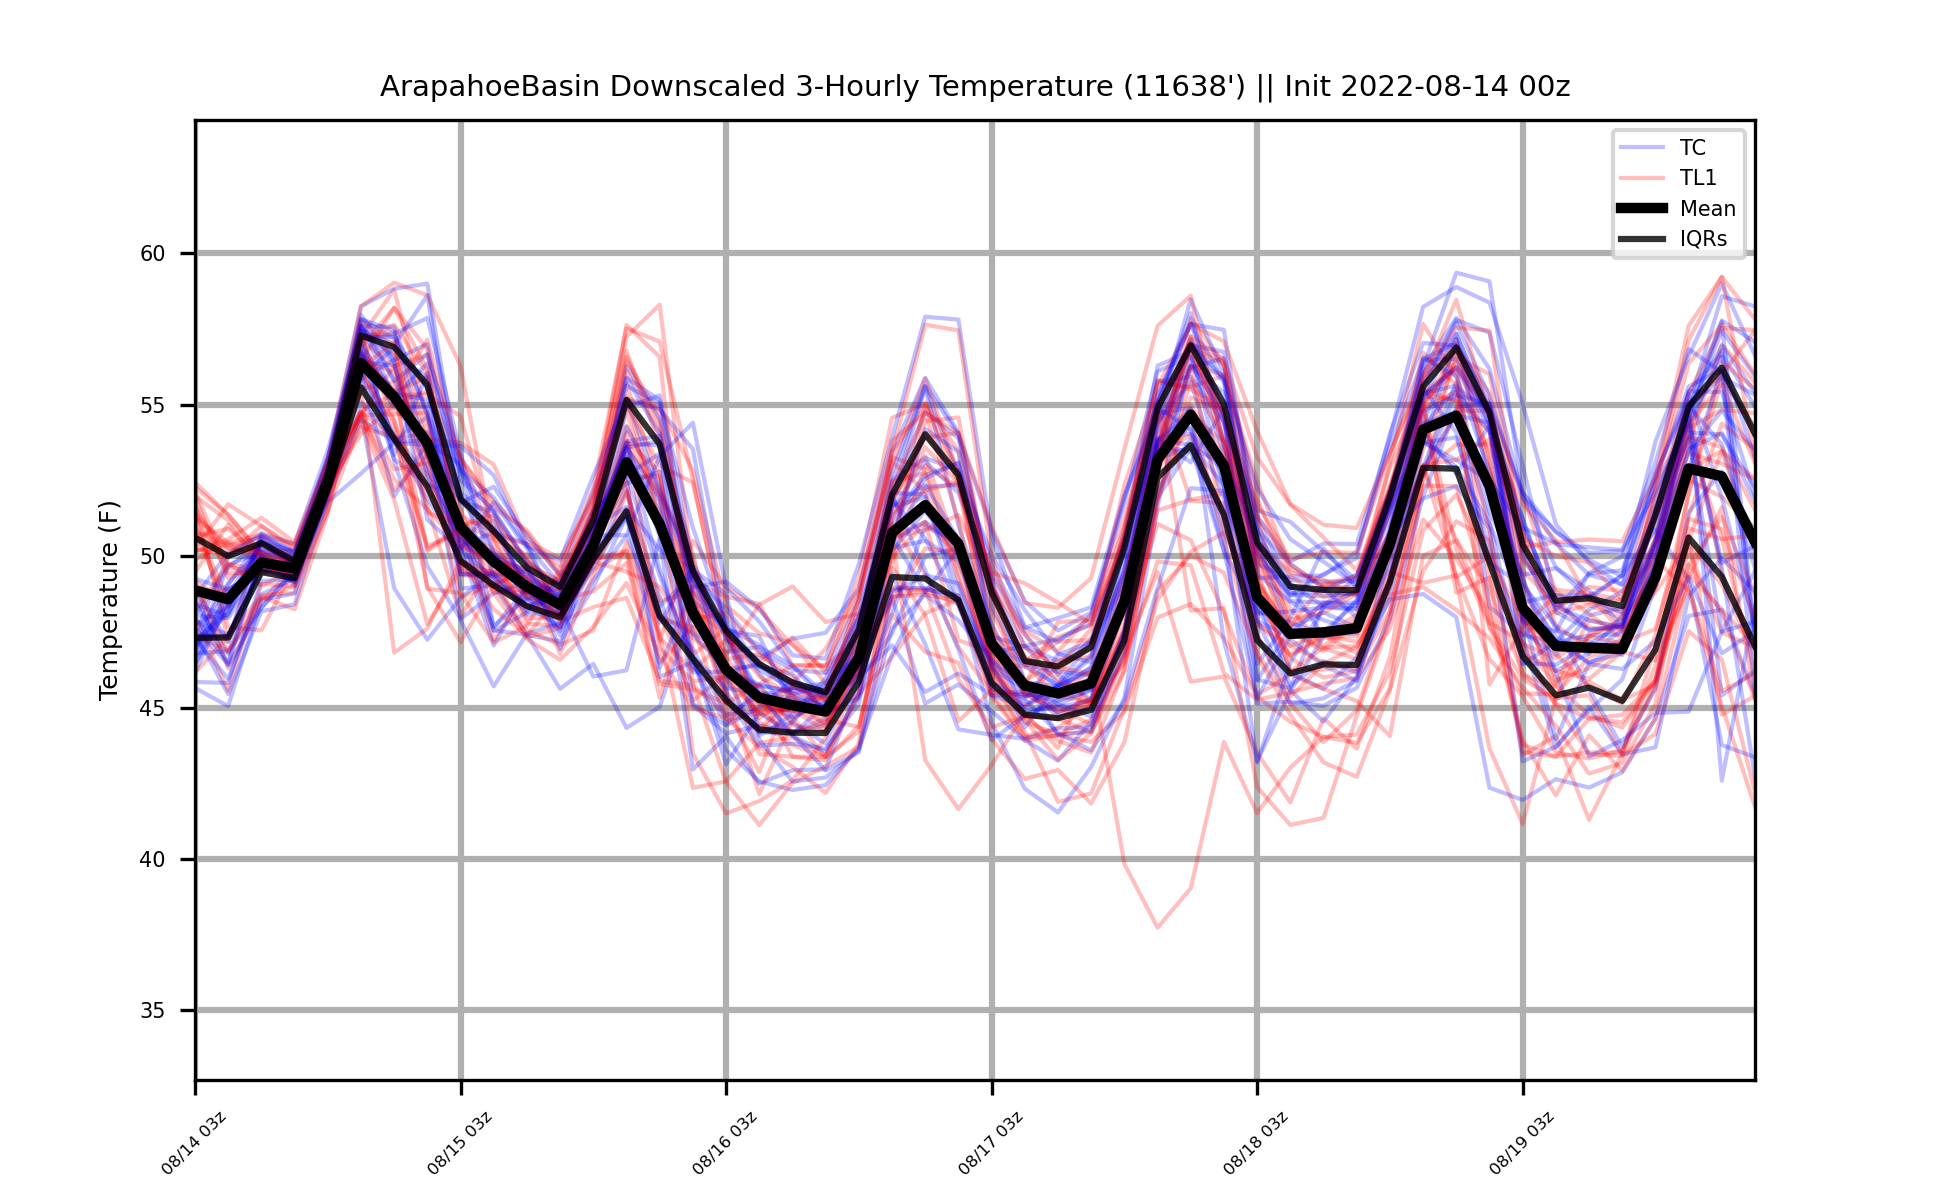 ArapahoeBasin Downscaled 3-Hourly Temperature (11638') || Init 2022-08-14 00z
TC
TL1
Mean
IQRs
Temperature (F)
60
55
50
45
40
35
08/14 03z
08/15 03z
08/16 03z
08/17 03z
08/18 03z
08/19 03z